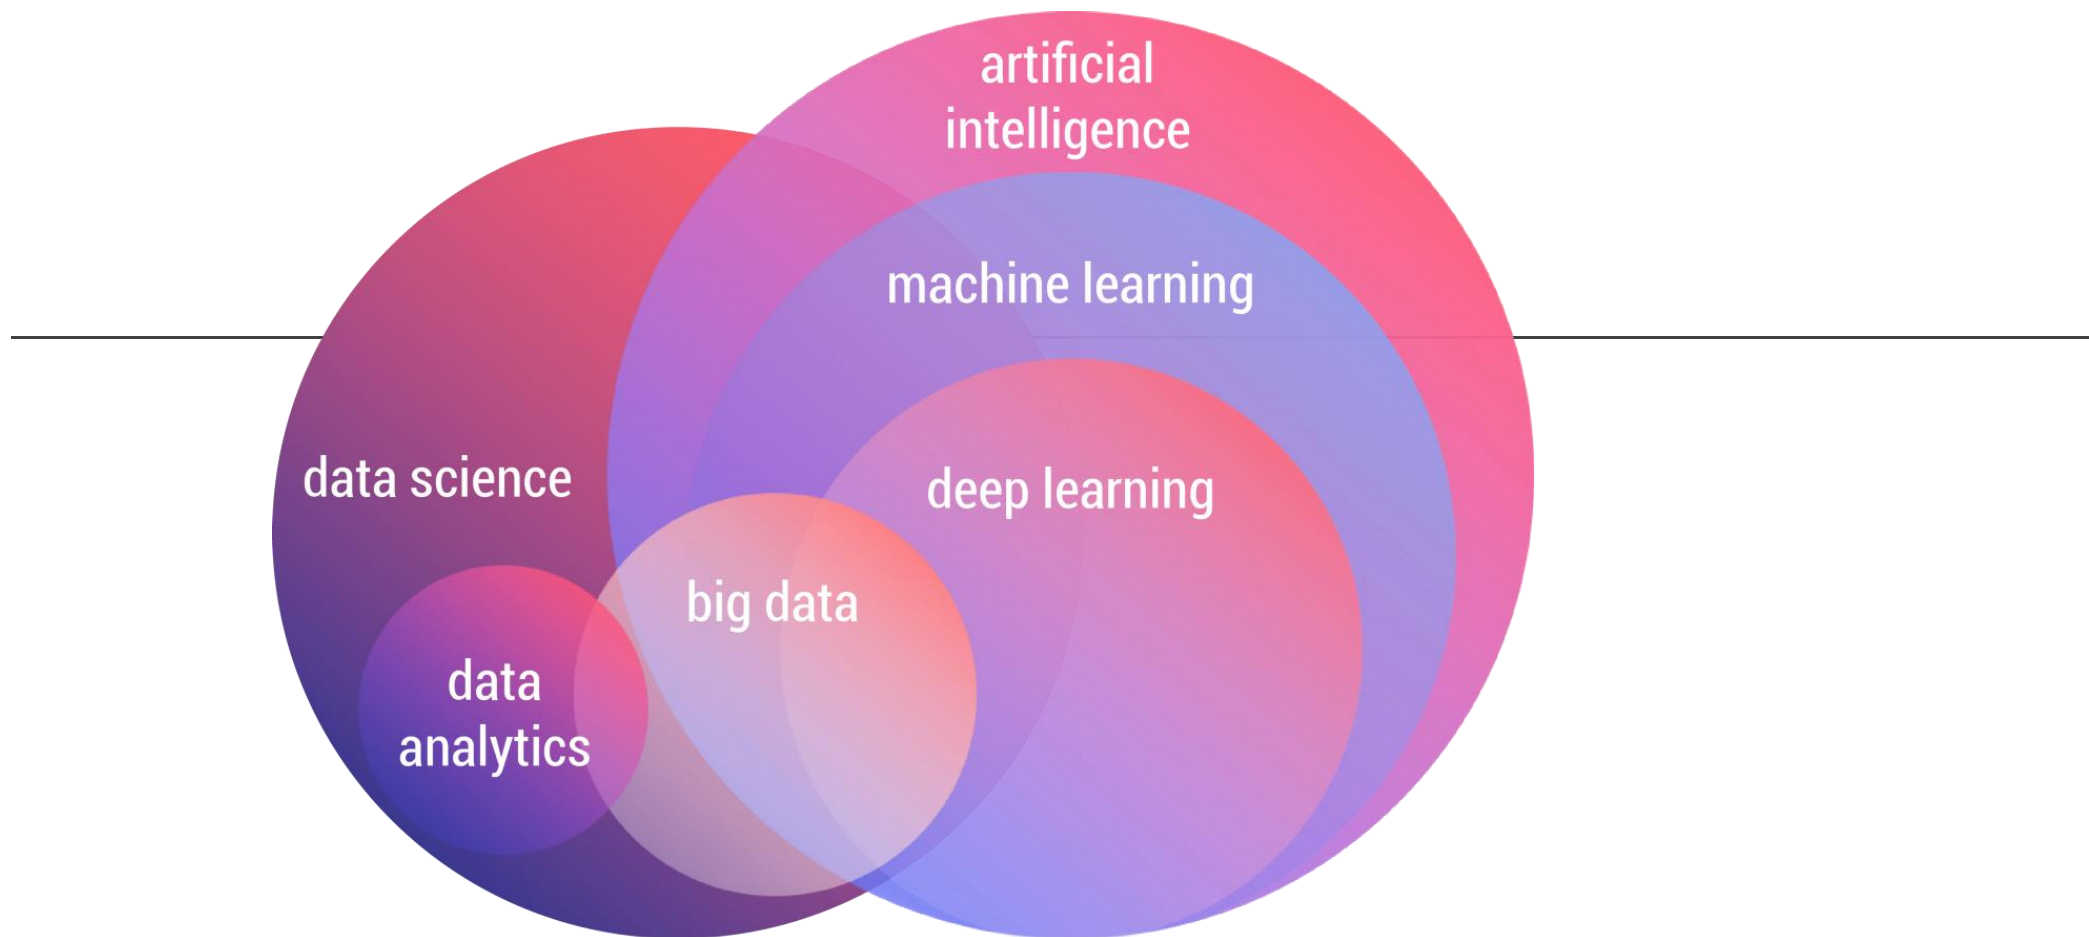 artificial
intelligence
machine learning
data science
deep learning
big data
data
analytics